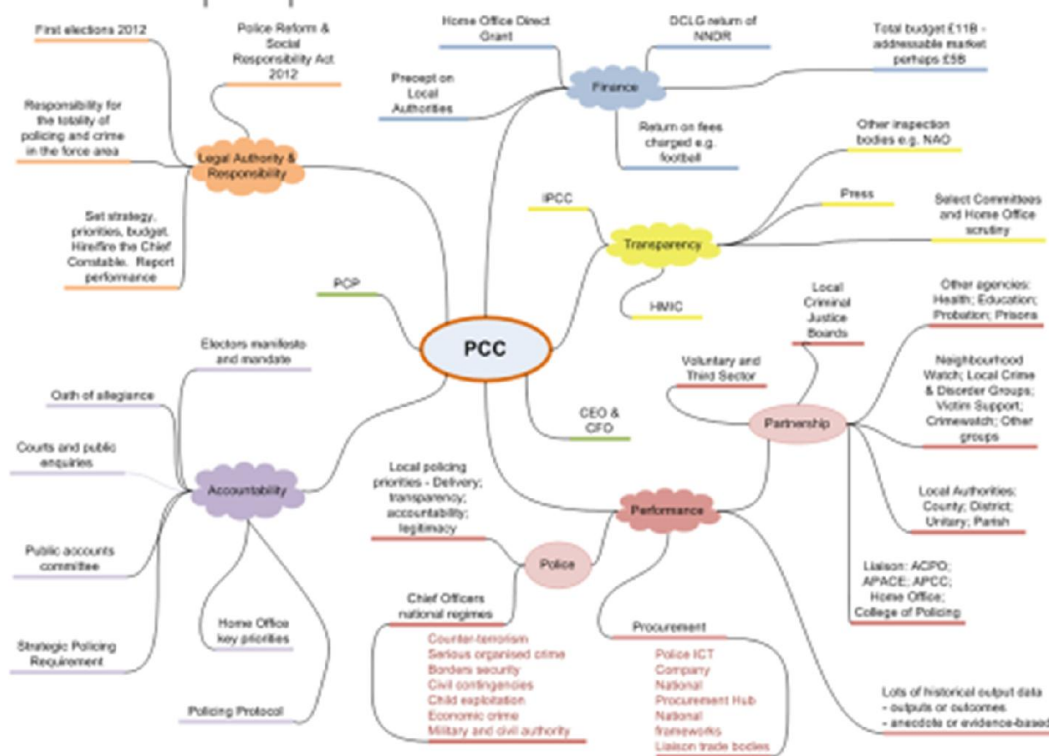 First elections 2012
Police Reform &
Social
Responsibility Act
2012
Responsibility for
the totality of
policing and crime
in the force area
Legal Authority &
Responsibility
Set strategy,
priorities, budget.
Hire/fire the Chief
Constable. Report
performance
Home Office Direct
Grant
DCLG return of
NNDR
Total budget £11B -
addressable market
perhaps £5B
Precept on
Local
Authorities
Finance
Return on fees
charged e.g.
football
Other inspection
bodies e.g. NAO
IPCC
Press
Select Committees
and Home Office
scrutiny
Transparency
HMIC
PCP
PCC
CEO &
CFO
Local
Criminal
Justice
Boards
Other agencies:
Health; Education;
Probation; Prisons
Voluntary and
Third Sector
Neighbourhood
Watch; Local Crime
& Disorder Groups;
Victim Support;
Crimewatch; Other
groups
Partnership
Local Authorities:
County; District;
Unitary; Parish
Liaison: ACPO;
APACE; APCC;
Home Office;
College of Policing
Electors manifesto
and mandate
Oath of allegiance
Courts and public
enquiries
Accountability
Public accounts
committee
Strategic Policing
Requirement
Home Office
key priorities
Policing Protocol
Local policing
priorities - Delivery;
transparency;
accountability;
legitimacy
Performance
Police
Chief Officers
national regimes
Counter-terrorism
Serious organised crime
Borders security
Civil contingencies
Child exploitation
Economic crime
Military and civil authority
Procurement
Police ICT
Company
National
Procurement Hub
National
frameworks
Liaison trade bodies
Lots of historical output data
- outputs or outcomes
- anecdote or evidence-based